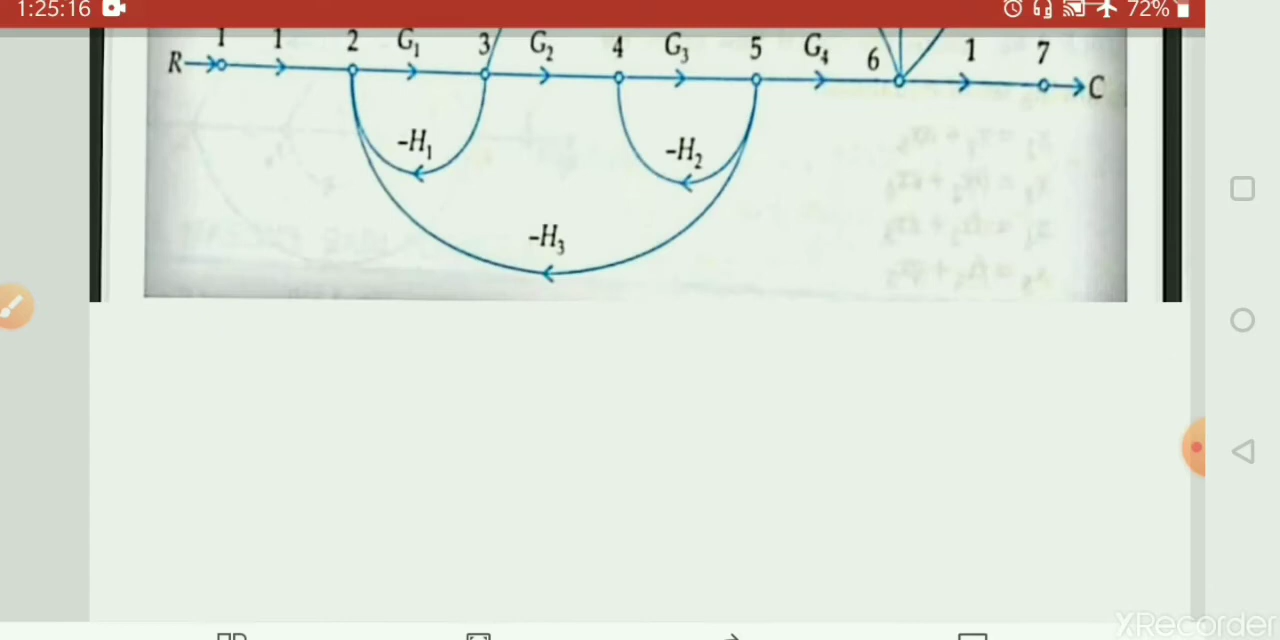 1:25:16 72%
1 1 2 G₁ 3 G₂ 4 G₃ 5 G₄ 6 1 7
R C
-H₁ -H₂
-H₃
XRecorder